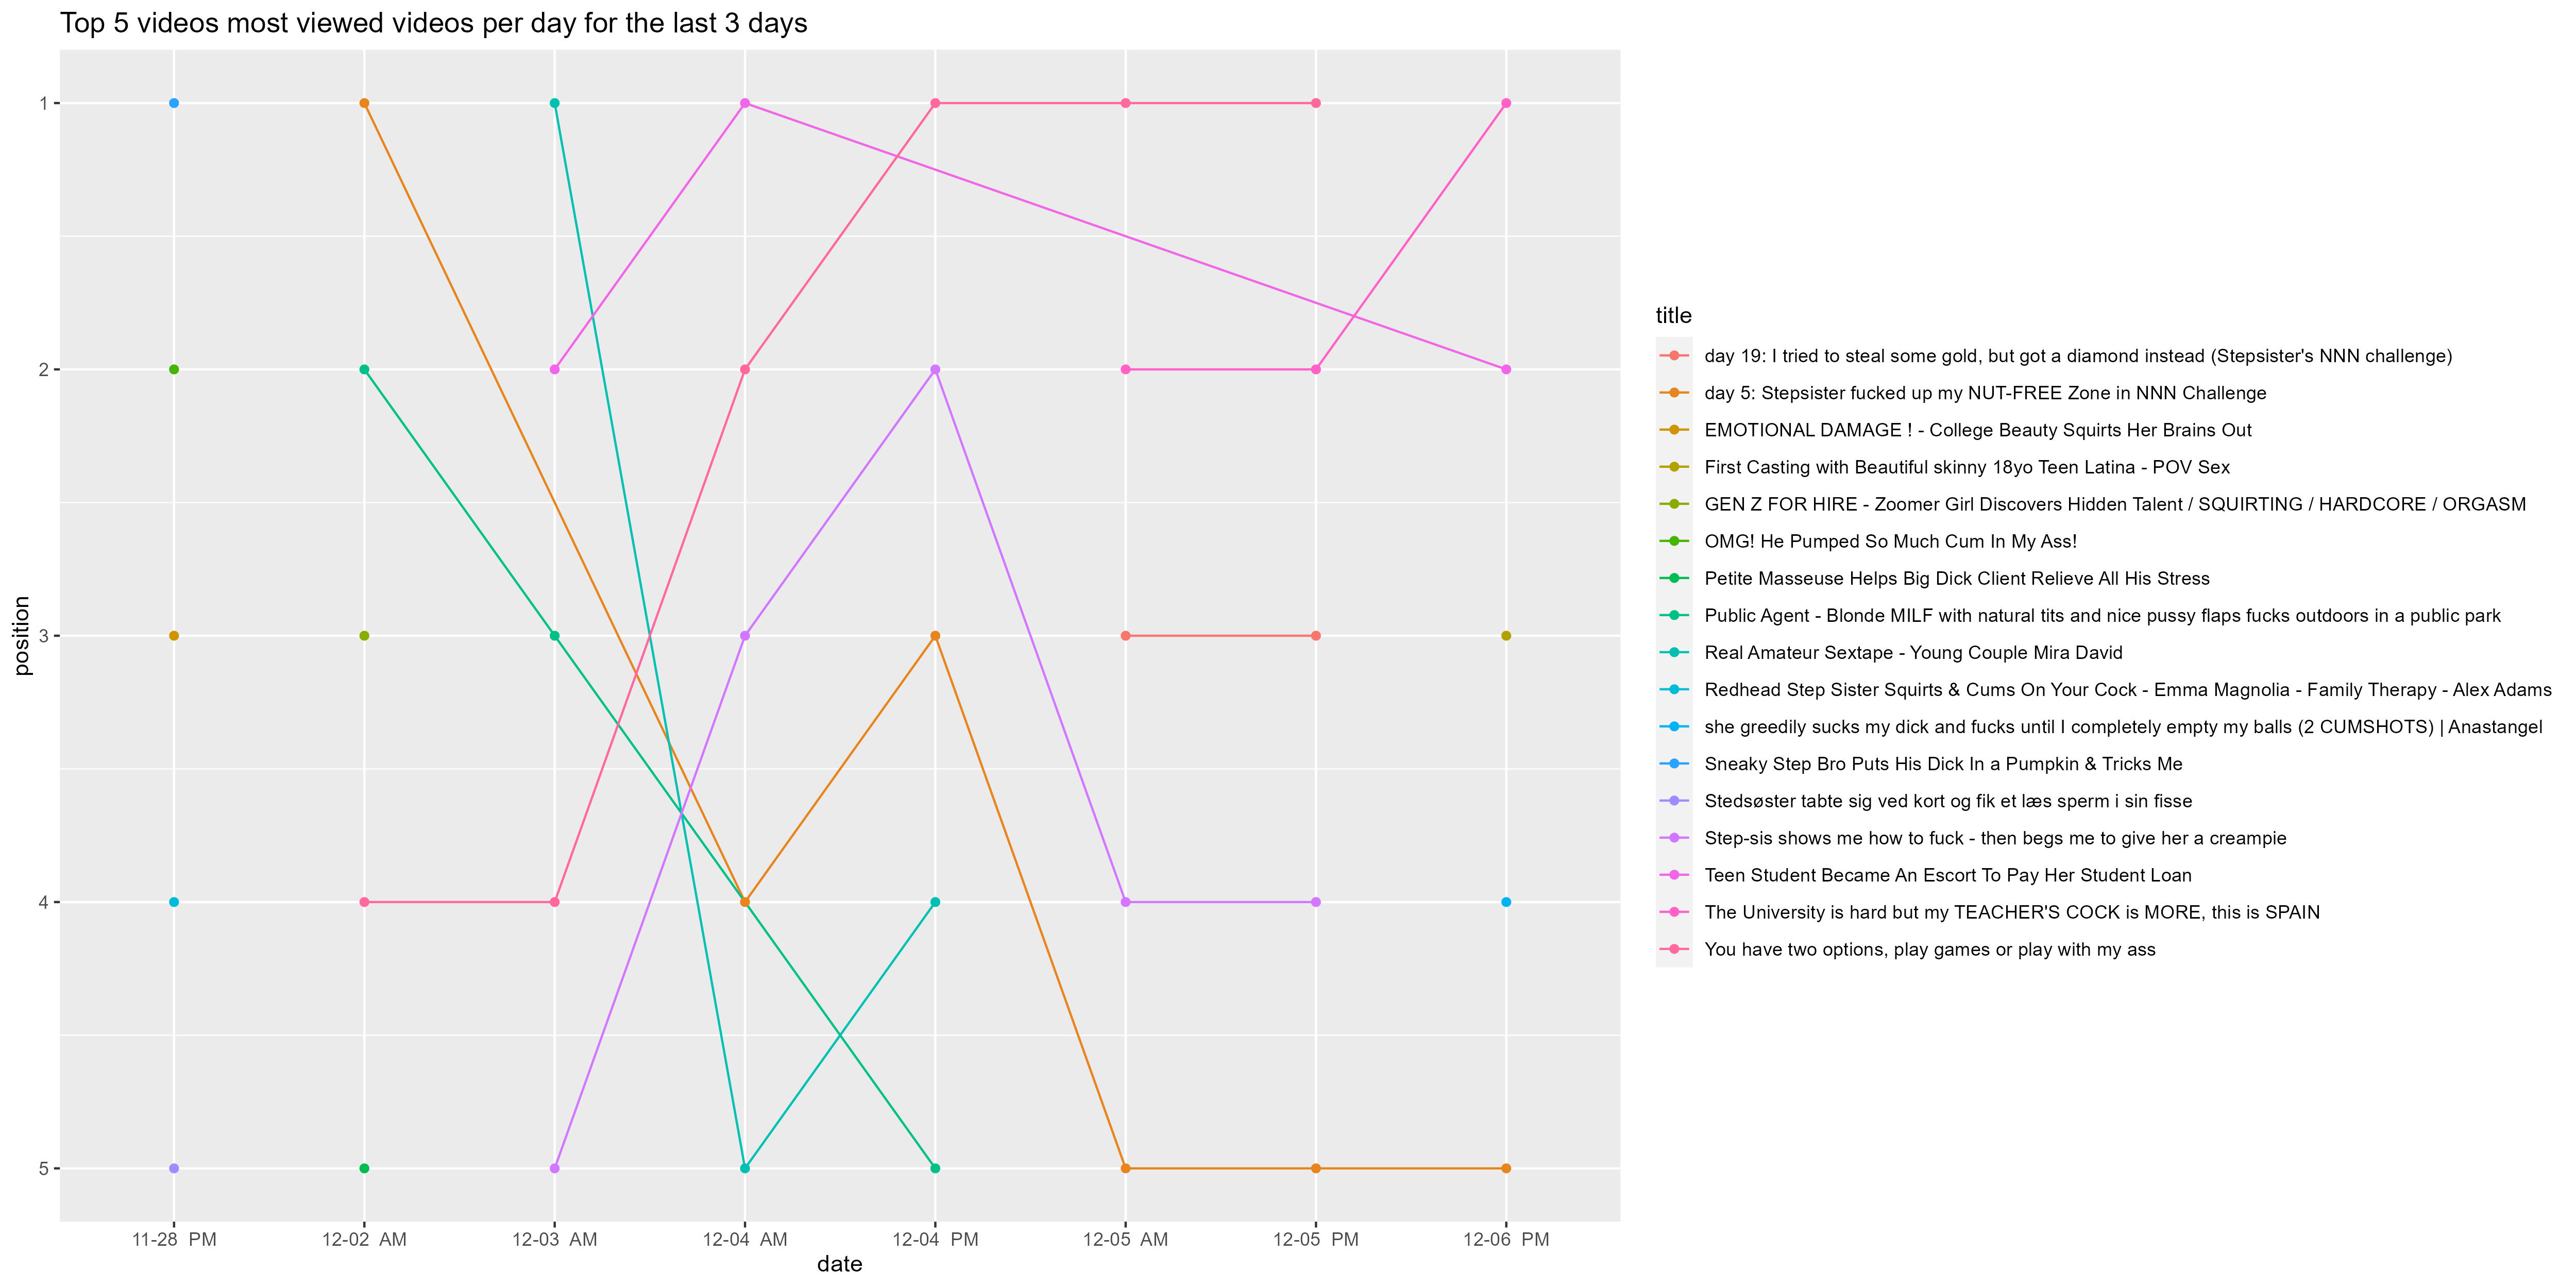 Top 5 videos most viewed videos per day for the last 3 days
position
1
2
3
4
5
11-28 PM
12-02 AM
12-03 AM
12-04 AM
12-04 PM
12-05 AM
12-05 PM
12-06 PM
date
title
day 19: I tried to steal some gold, but got a diamond instead (Stepsister's NNN challenge)
day 5: Stepsister fucked up my NUT-FREE Zone in NNN Challenge
EMOTIONAL DAMAGE ! - College Beauty Squirts Her Brains Out
First Casting with Beautiful skinny 18yo Teen Latina - POV Sex
GEN Z FOR HIRE - Zoomer Girl Discovers Hidden Talent / SQUIRTING / HARDCORE / ORGASM
OMG! He Pumped So Much Cum In My Ass!
Petite Masseuse Helps Big Dick Client Relieve All His Stress
Public Agent - Blonde MILF with natural tits and nice pussy flaps fucks outdoors in a public park
Real Amateur Sextape - Young Couple Mira David
Redhead Step Sister Squirts & Cums On Your Cock - Emma Magnolia - Family Therapy - Alex Adams
she greedily sucks my dick and fucks until I completely empty my balls (2 CUMSHOTS) | Anastangel
Sneaky Step Bro Puts His Dick In a Pumpkin & Tricks Me
Stedsøster tabte sig ved kort og fik et læs sperm i sin fisse
Step-sis shows me how to fuck - then begs me to give her a creampie
Teen Student Became An Escort To Pay Her Student Loan
The University is hard but my TEACHER'S COCK is MORE, this is SPAIN
You have two options, play games or play with my ass